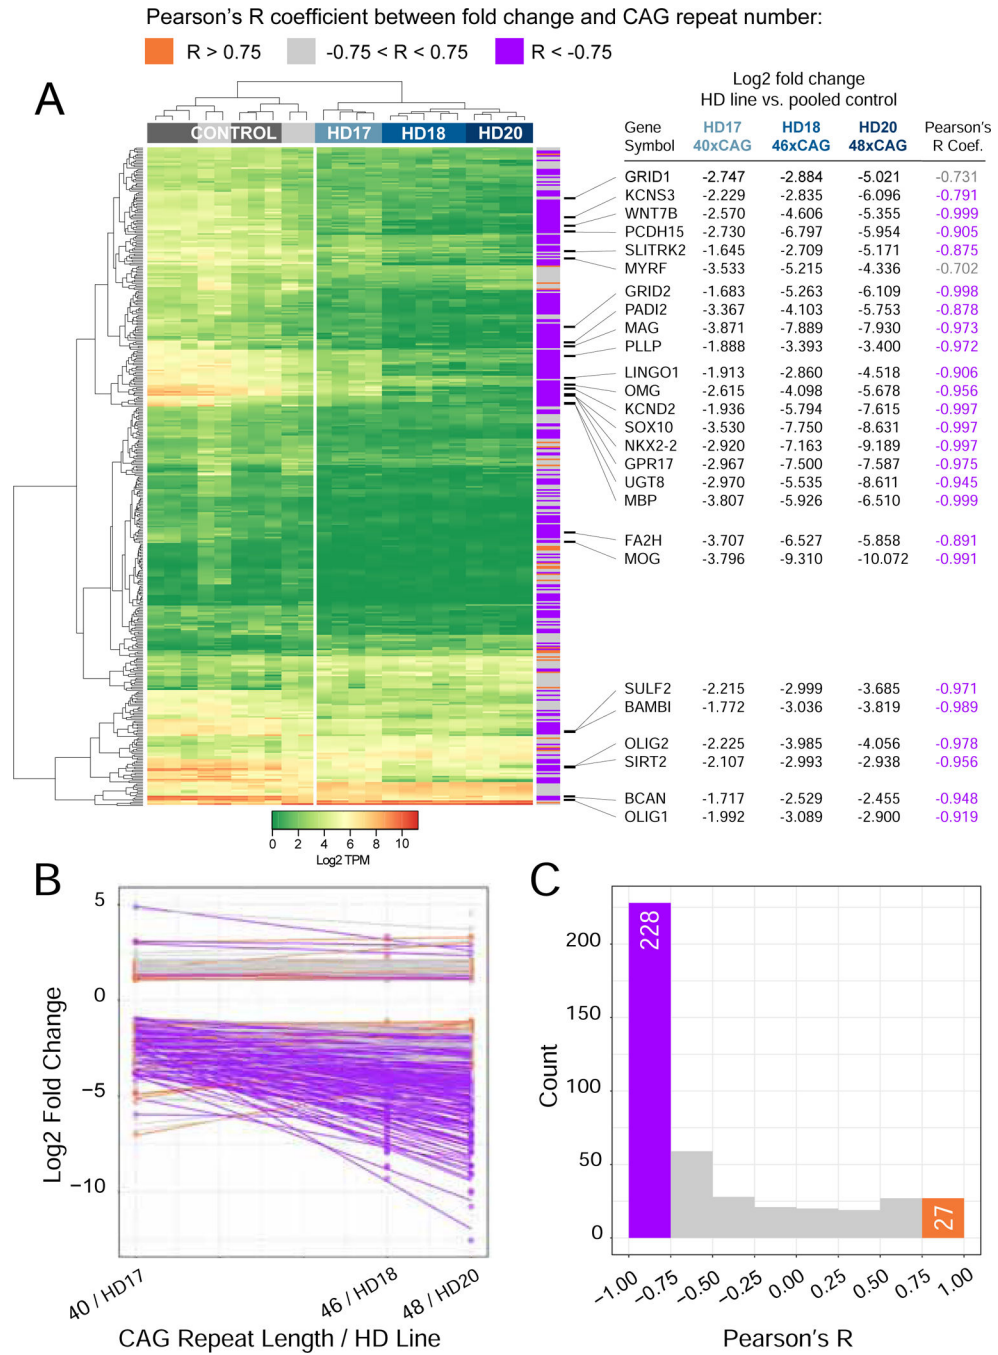 Pearson's R coefficient between fold change and CAG repeat number:
R > 0.75 -0.75 < R < 0.75 R < -0.75
A
CONTROL HD17 HD18 HD20
Log2 fold change
HD line vs. pooled control
Gene HD17 HD18 HD20 Pearson's
Symbol 40xCAG 46xCAG 48xCAG R Coef.
GRID1 -2.747 -2.884 -5.021 -0.731
KCNS3 -2.229 -2.835 -6.096 -0.791
WNT7B -2.570 -4.606 -5.355 -0.999
PCDH15 -2.730 -6.797 -5.954 -0.905
SLITRK2 -1.645 -2.709 -5.171 -0.875
MYRF -3.533 -5.215 -4.336 -0.702
GRID2 -1.683 -5.263 -6.109 -0.998
PADI2 -3.367 -4.103 -5.753 -0.878
MAG -3.871 -7.889 -7.930 -0.973
PLLP -1.888 -3.393 -3.400 -0.972
LINGO1 -1.913 -2.860 -4.518 -0.906
OMG -2.615 -4.098 -5.678 -0.956
KCND2 -1.936 -5.794 -7.615 -0.997
SOX10 -3.530 -7.750 -8.631 -0.997
NKX2-2 -2.920 -7.163 -9.189 -0.997
GPR17 -2.967 -7.500 -7.587 -0.975
UGT8 -2.970 -5.535 -8.611 -0.945
MBP -3.807 -5.926 -6.510 -0.999
FA2H -3.707 -6.527 -5.858 -0.891
MOG -3.796 -9.310 -10.072 -0.991
SULF2 -2.215 -2.999 -3.685 -0.971
BAMBI -1.772 -3.036 -3.819 -0.989
OLIG2 -2.225 -3.985 -4.056 -0.978
SIRT2 -2.107 -2.993 -2.938 -0.956
BCAN -1.717 -2.529 -2.455 -0.948
OLIG1 -1.992 -3.089 -2.900 -0.919
0 2 4 6 8 10
Log2 TPM
B
5
0
−5
−10
Log2 Fold Change
40 / HD17 46 / HD18 48 / HD20
CAG Repeat Length / HD Line
C
228
27
200
150
100
50
0
Count
−1.00 −0.75 −0.50 −0.25 0.00 0.25 0.50 0.75 1.00
Pearson's R